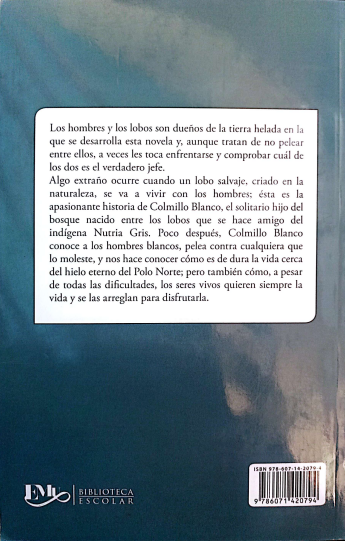 Los hombres y los lobos son dueños de la tierra helada en la
que se desarrolla esta novela y, aunque tratan de no pelear
entre ellos, a veces les toca enfrentarse y comprobar cuál de
los dos es el verdadero jefe.
Algo extraño ocurre cuando un lobo salvaje, criado en la
naturaleza, se va a vivir con los hombres; ésta es la
apasionante historia de Colmillo Blanco, el solitario hijo del
bosque nacido entre los lobos que se hace amigo del
indígena Nutria Gris. Poco después, Colmillo Blanco
conoce a los hombres blancos, pelea contra cualquiera que
lo moleste, y nos hace conocer cómo es de dura la vida cerca
del hielo eterno del Polo Norte; pero también cómo, a pesar
de todas las dificultades, los seres vivos quieren siempre la
vida y se las arreglan para disfrutarla.
ISBN 978-607-14-2079-4
9 786071 420794
EMU BIBLIOTECA
ESCOLAR